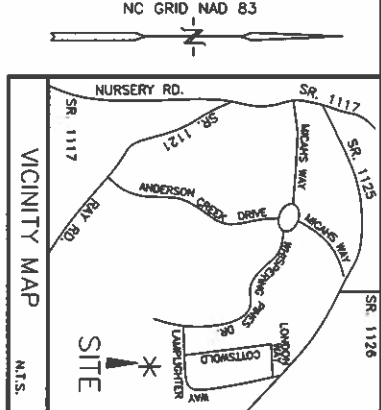 NC GRID NAD 83
N
NURSERY RD.
SR. 1117
SR. 1117
SR. 1121
SR. 1125
MICAHS WAY
MICAHS WAY
SR. 1126
RAY RD.
ANDERSON CREEK DRIVE
WHISPERING PINES DR.
LONDON WAY
COTTSWOLD
LAMPLIGHTER WAY
SITE
VICINITY MAP
N.T.S.